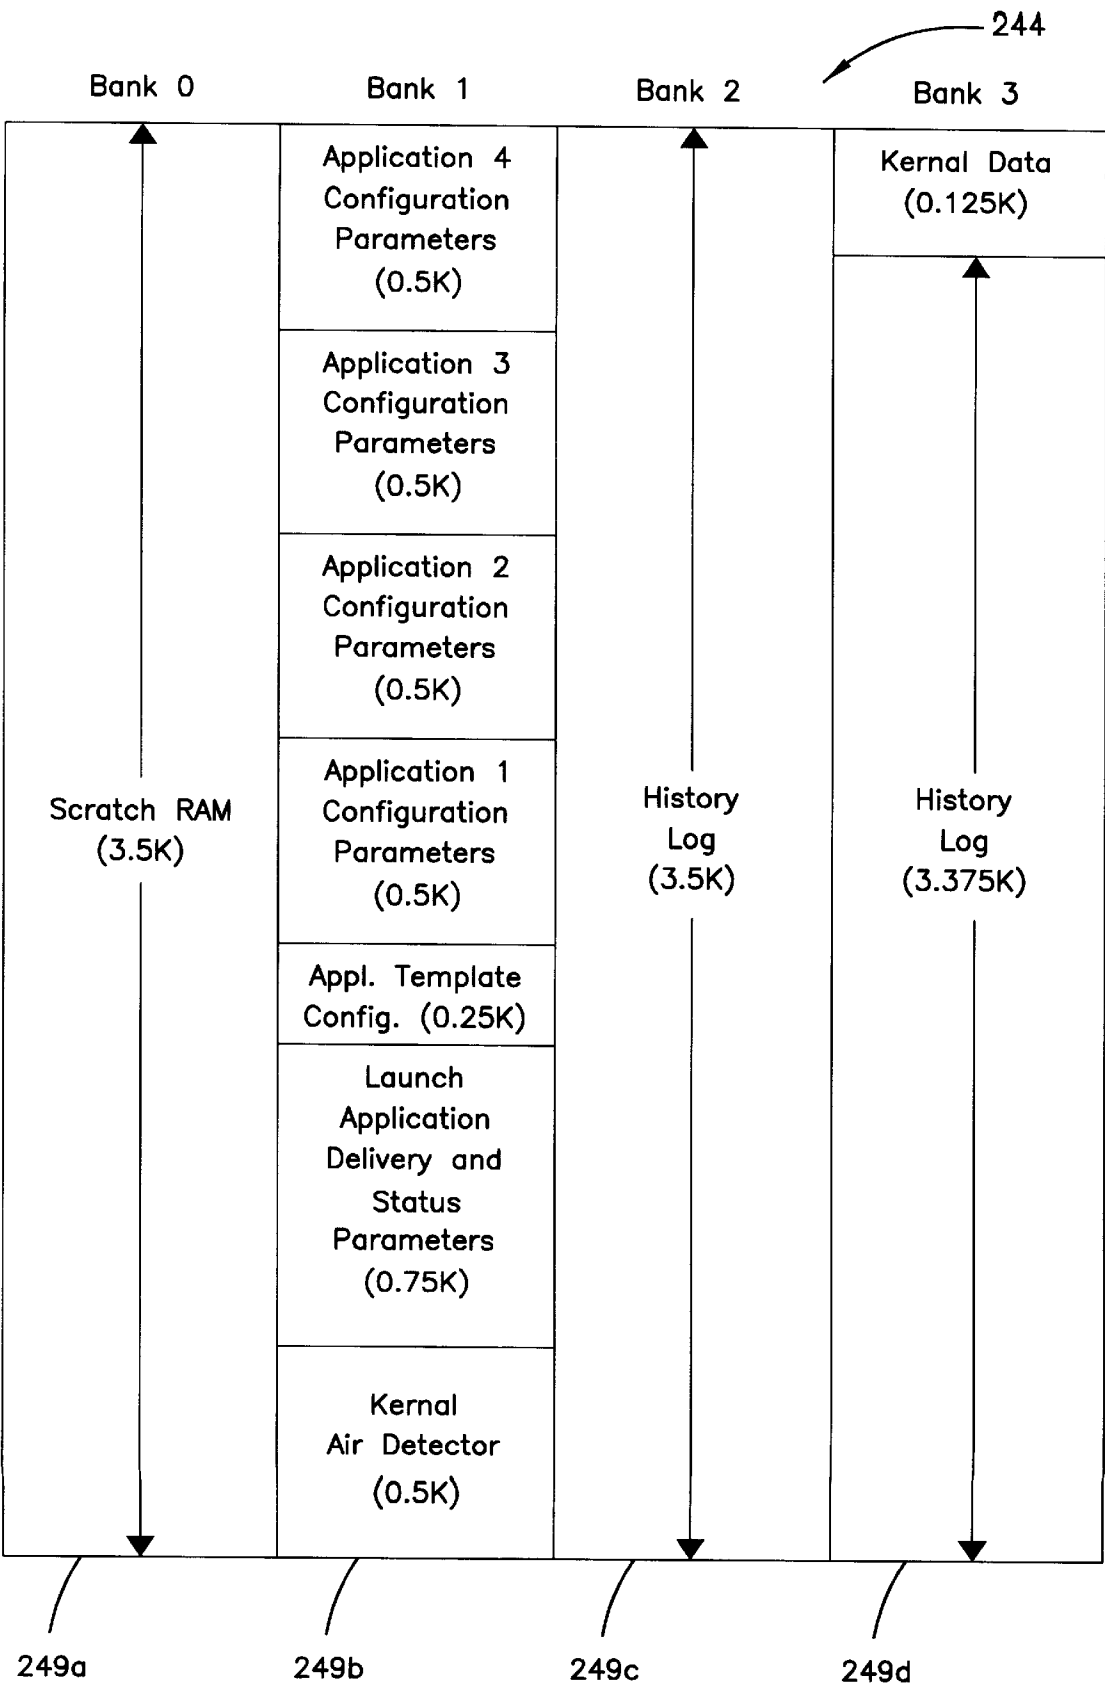 244
Bank 0
Bank 1
Bank 2
Bank 3
Scratch RAM
(3.5K)
Application 4
Configuration
Parameters
(0.5K)
Application 3
Configuration
Parameters
(0.5K)
Application 2
Configuration
Parameters
(0.5K)
Application 1
Configuration
Parameters
(0.5K)
Appl. Template
Config. (0.25K)
Launch
Application
Delivery and
Status
Parameters
(0.75K)
Kernal
Air Detector
(0.5K)
History
Log
(3.5K)
Kernal Data
(0.125K)
History
Log
(3.375K)
249a
249b
249c
249d